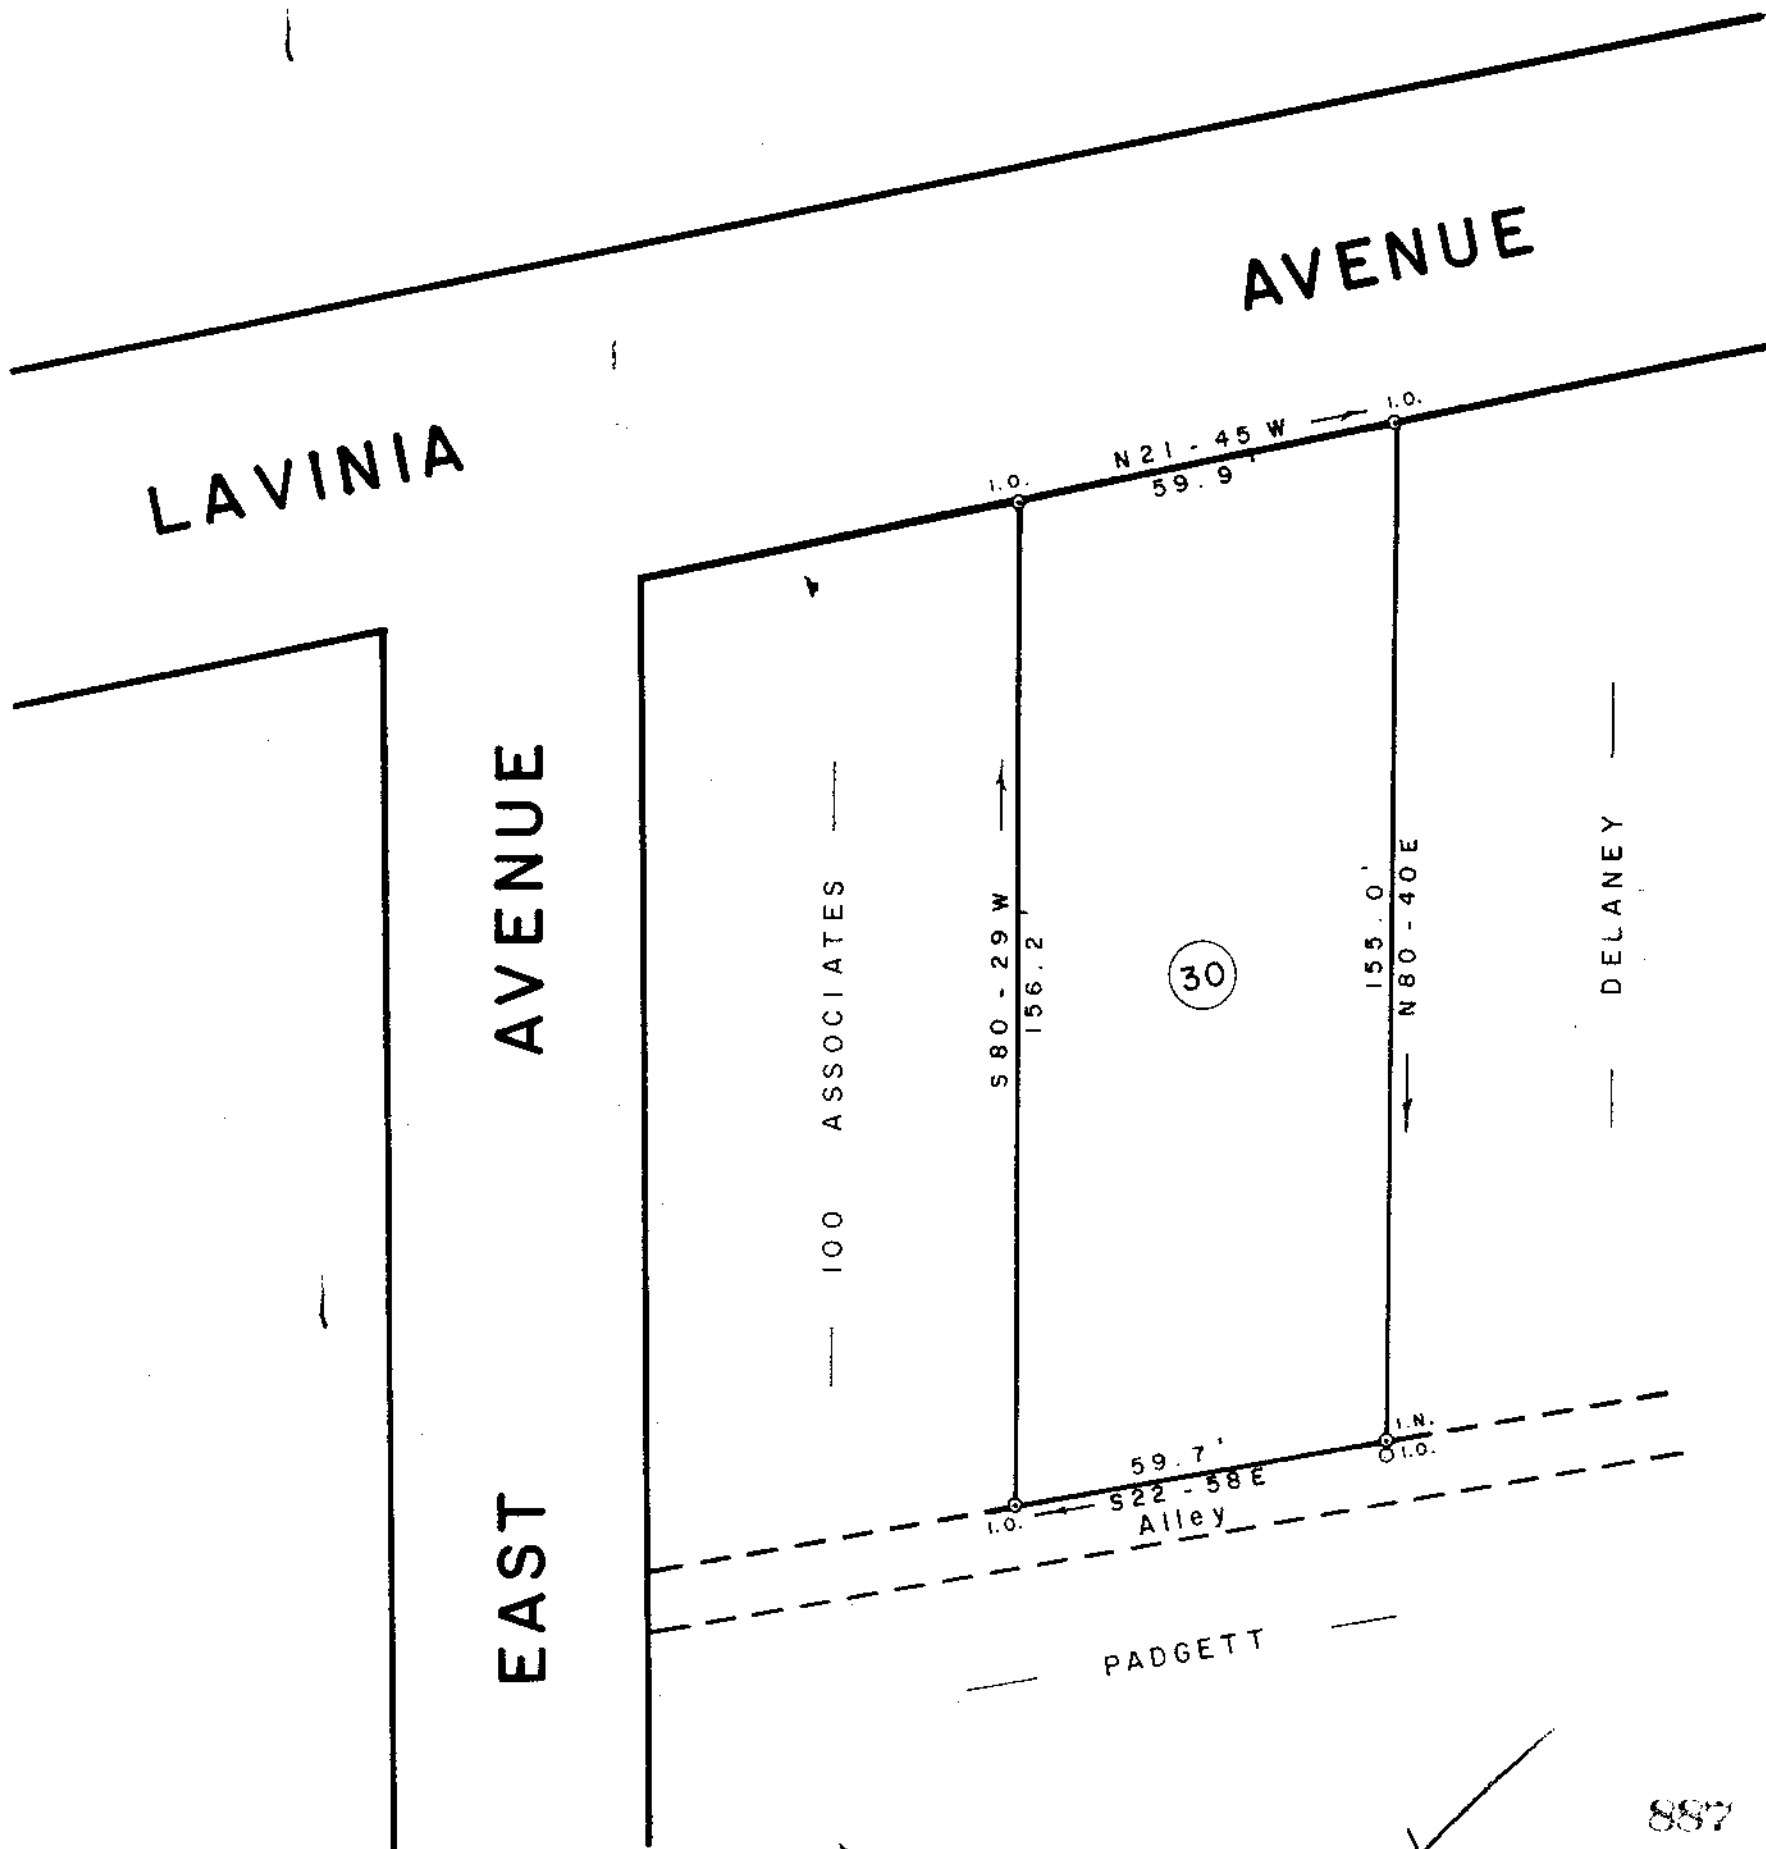 LAVINIA AVENUE
I.O.
N21-45 W
59.9'
I.O.
EAST AVENUE
— 100 ASSOCIATES —
S80-29 W
156.2'
30
155.0'
N80-40E
— DELANEY —
I.N.
I.O.
59.7'
S22-58E
I.O.
Alley
— PADGETT —
887